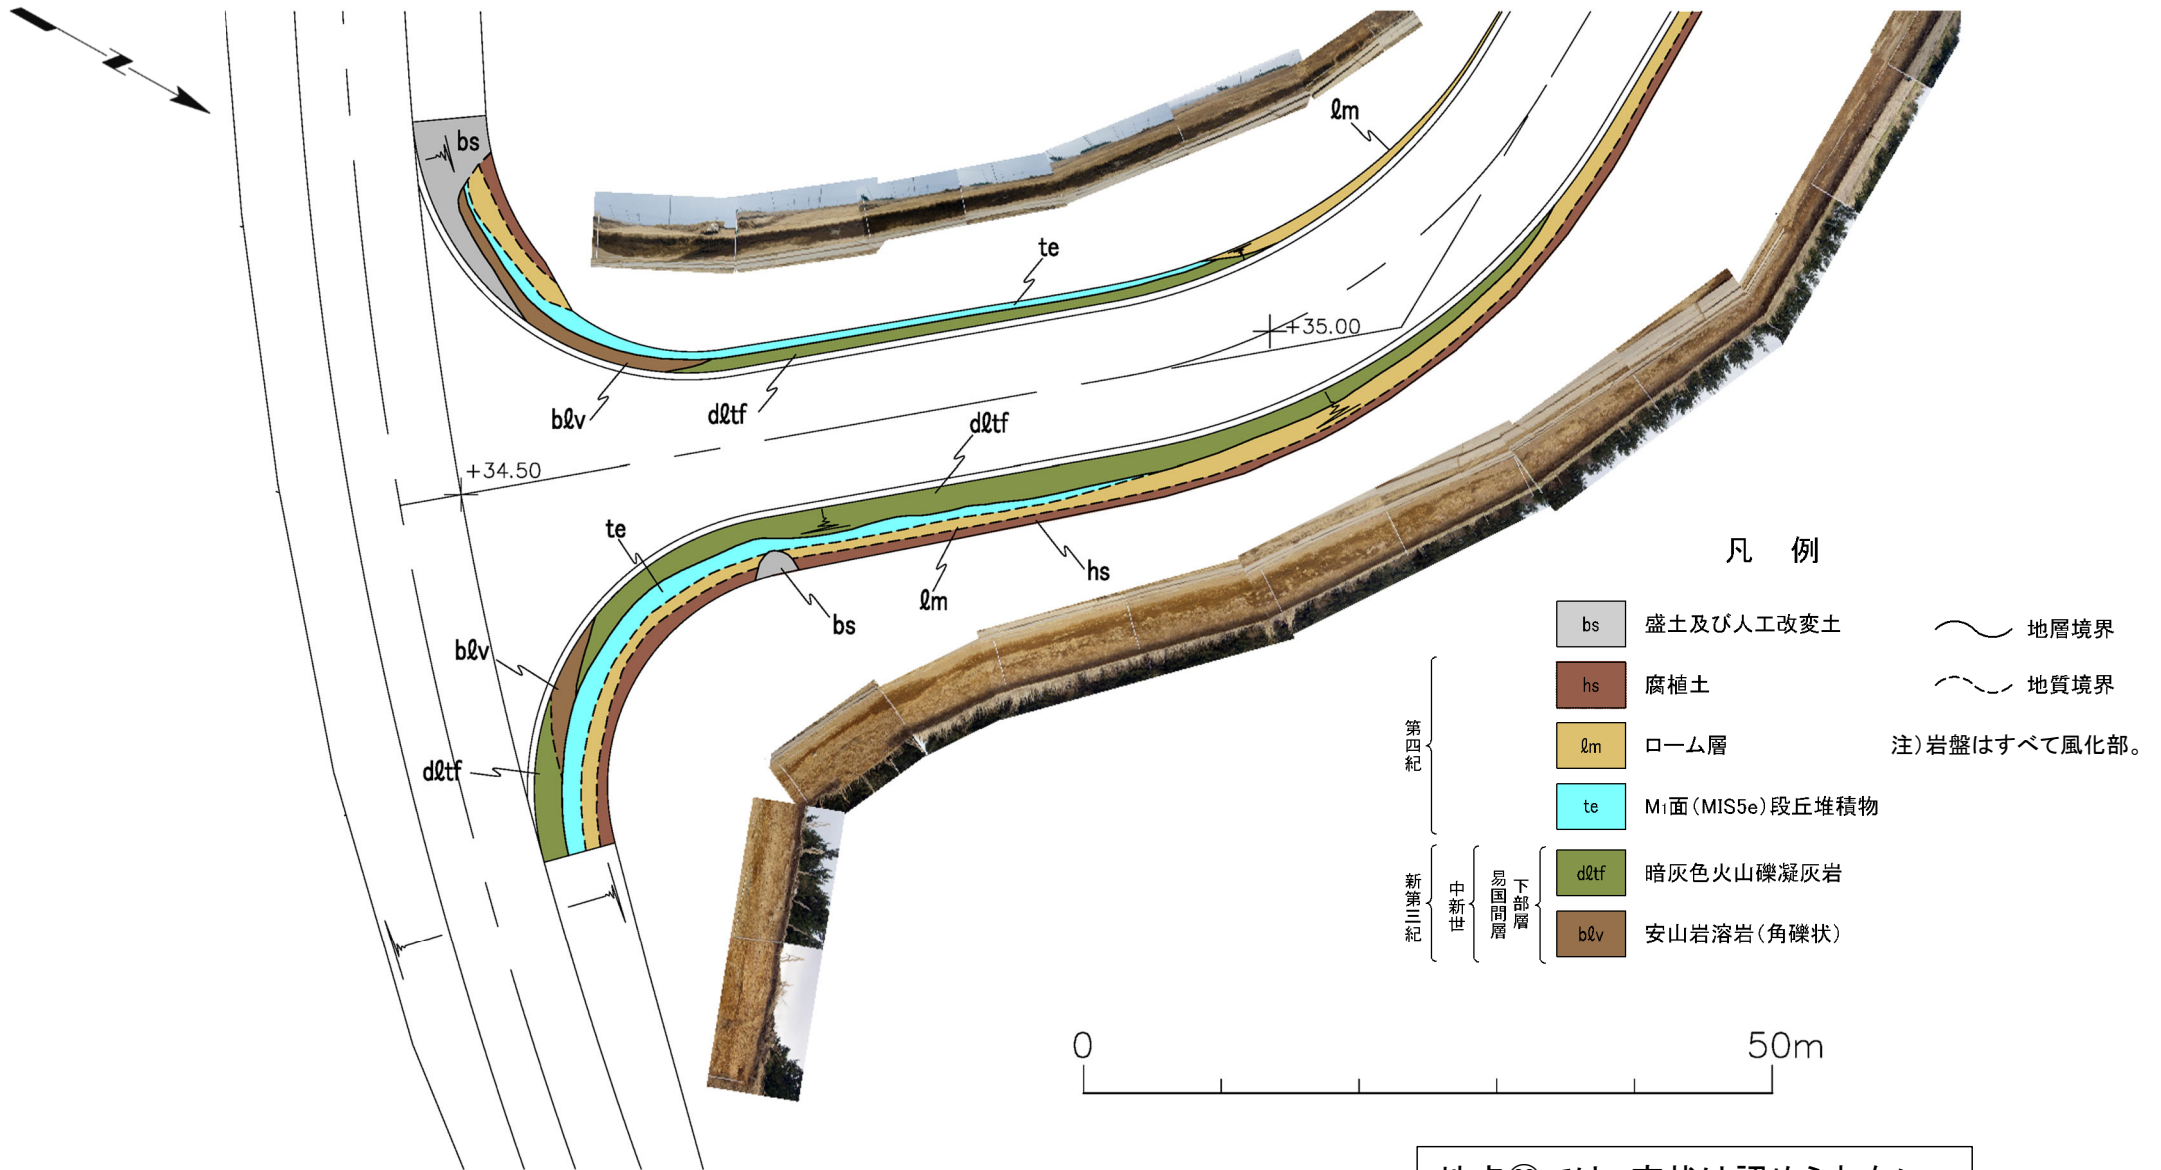 N
bs
ℓm
te
+35.00
bℓv
dℓtf
dℓtf
+34.50
te
hs
ℓm
bs
bℓv
dℓtf
凡 例
bs 盛土及び人工改変土
hs 腐植土
ℓm ローム層
te M1面(MIS5e)段丘堆積物
dℓtf 暗灰色火山礫凝灰岩
bℓv 安山岩溶岩(角礫状)
第四紀
新第三紀
中新世
易国間層
下部層
地層境界
地質境界
注)岩盤はすべて風化部。
0 50m